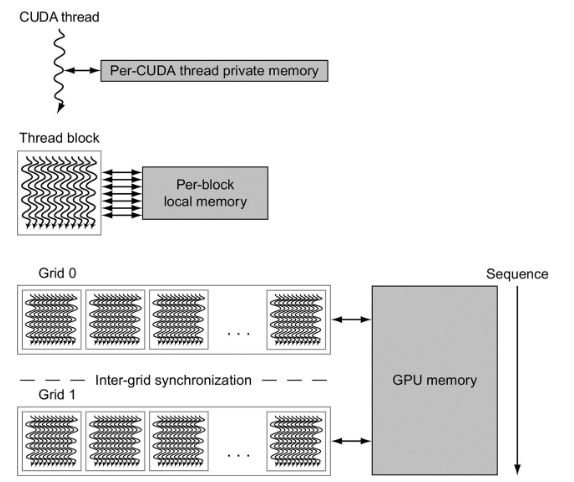 CUDA thread
Per-CUDA thread private memory
Thread block
Per-block
local memory
Grid 0
Sequence
. . .
Inter-grid synchronization
GPU memory
Grid 1
. . .